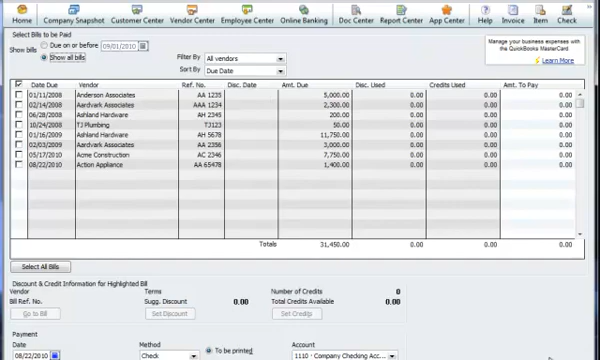 Home Company Snapshot Customer Center Vendor Center Employee Center Online Banking Doc Center Report Center App Center Help Invoice Item Check
Select Bills to be Paid
Show bills Due on or before 09/01/2010
Show all bills
Filter By All vendors
Sort By Due Date
Manage your business expenses with the QuickBooks MasterCard
Learn More
Date Due Vendor Ref. No. Disc. Date Amt. Due Disc. Used Credits Used Amt. To Pay
01/11/2008 Anderson Associates AA 1235 5,000.00 0.00 0.00 0.00
02/14/2008 Aardvark Associates AAA 1234 2,300.00 0.00 0.00 0.00
06/28/2008 Ashland Hardware AH 2345 200.00 0.00 0.00 0.00
10/24/2008 TJ Plumbing TJ123 50.00 0.00 0.00 0.00
01/16/2009 Ashland Hardware AH 5678 11,750.00 0.00 0.00 0.00
02/03/2009 Aardvark Associates AA 2356 3,000.00 0.00 0.00 0.00
05/17/2010 Acme Construction AC 2346 7,750.00 0.00 0.00 0.00
08/22/2010 Action Appliance AA 65478 1,400.00 0.00 0.00 0.00
Totals 31,450.00 0.00 0.00 0.00
Select All Bills
Discount & Credit Information for Highlighted Bill
Vendor Terms Number of Credits 0
Bill Ref. No. Sugg. Discount 0.00 Total Credits Available 0.00
Go to Bill Set Discount Set Credits
Payment
Date Method To be printed Account
08/22/2010 Check 1110 · Company Checking Acc...